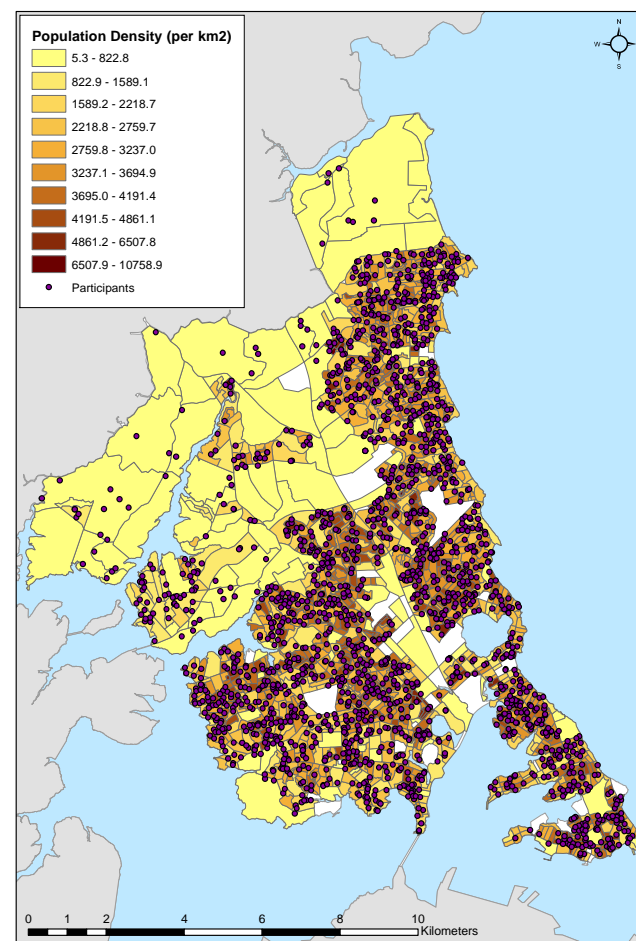 Population Density (per km2)
5.3 - 822.8
822.9 - 1589.1
1589.2 - 2218.7
2218.8 - 2759.7
2759.8 - 3237.0
3237.1 - 3694.9
3695.0 - 4191.4
4191.5 - 4861.1
4861.2 - 6507.8
6507.9 - 10758.9
Participants
N
W E
S
0 1 2 4 6 8 10
Kilometers